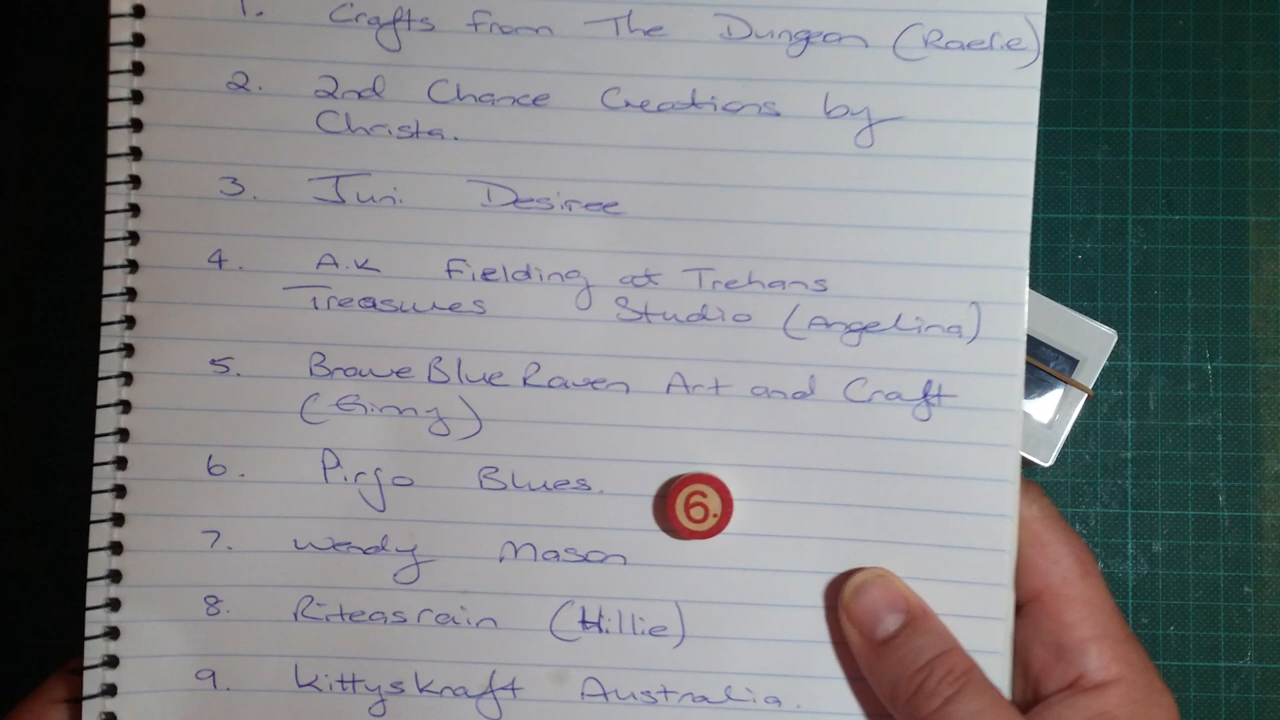 1. Crafts from The Dungeon (Raelie)
2. 2nd Chance Creations by
Christa.
3. Juni Desiree
4. A.K Fielding at Trehans
Treasures Studio (Angelina)
5. Brave Blue Raven Art and Craft
(Ginny)
6. Pirjo Blues.
6.
7. Wendy Mason
8. Riteasrain (Hillie)
9. Kittyskraft Australia.